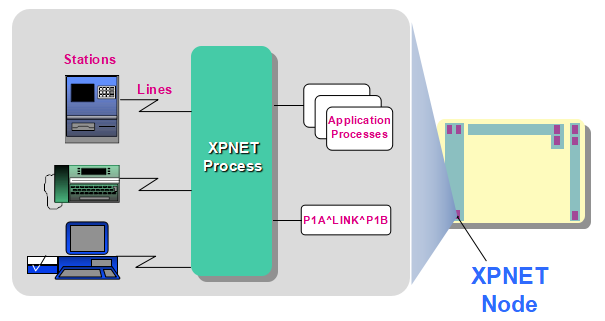 Stations
Lines
XPNET
Process
Application
Processes
P1A^LINK^P1B
XPNET
Node